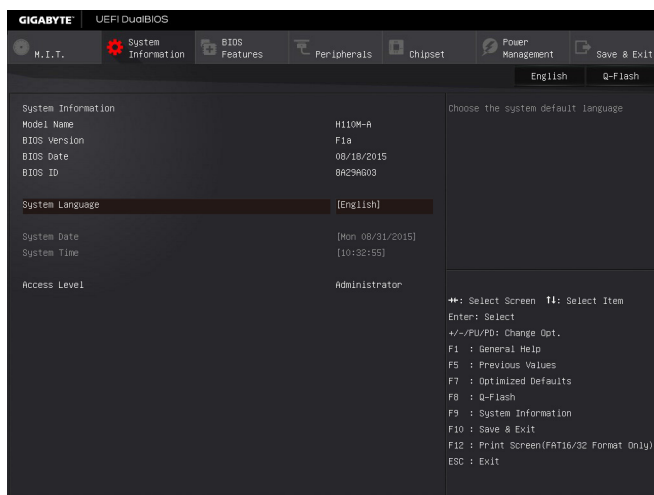 GIGABYTE™ UEFI DualBIOS
M.I.T. System Information BIOS Features Peripherals Chipset Power Management Save & Exit
English Q-Flash
System Information
Model Name H110M-A
BIOS Version F1a
BIOS Date 08/18/2015
BIOS ID 8A29AG03
System Language [English]
System Date [Mon 08/31/2015]
System Time [10:32:55]
Access Level Administrator
Choose the system default language
→←: Select Screen ↑↓: Select Item
Enter: Select
+/-/PU/PD: Change Opt.
F1 : General Help
F5 : Previous Values
F7 : Optimized Defaults
F8 : Q-Flash
F9 : System Information
F10 : Save & Exit
F12 : Print Screen(FAT16/32 Format Only)
ESC : Exit